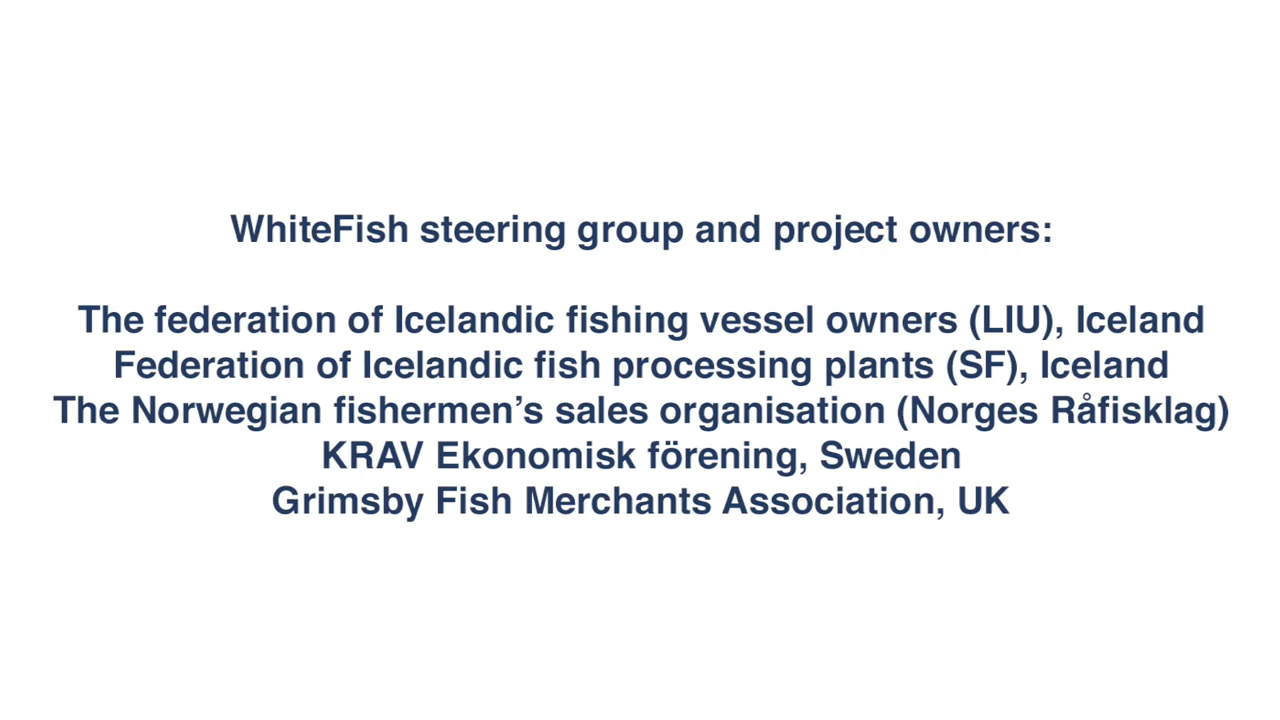 WhiteFish steering group and project owners:
The federation of Icelandic fishing vessel owners (LIU), Iceland
Federation of Icelandic fish processing plants (SF), Iceland
The Norwegian fishermen’s sales organisation (Norges Råfisklag)
KRAV Ekonomisk förening, Sweden
Grimsby Fish Merchants Association, UK